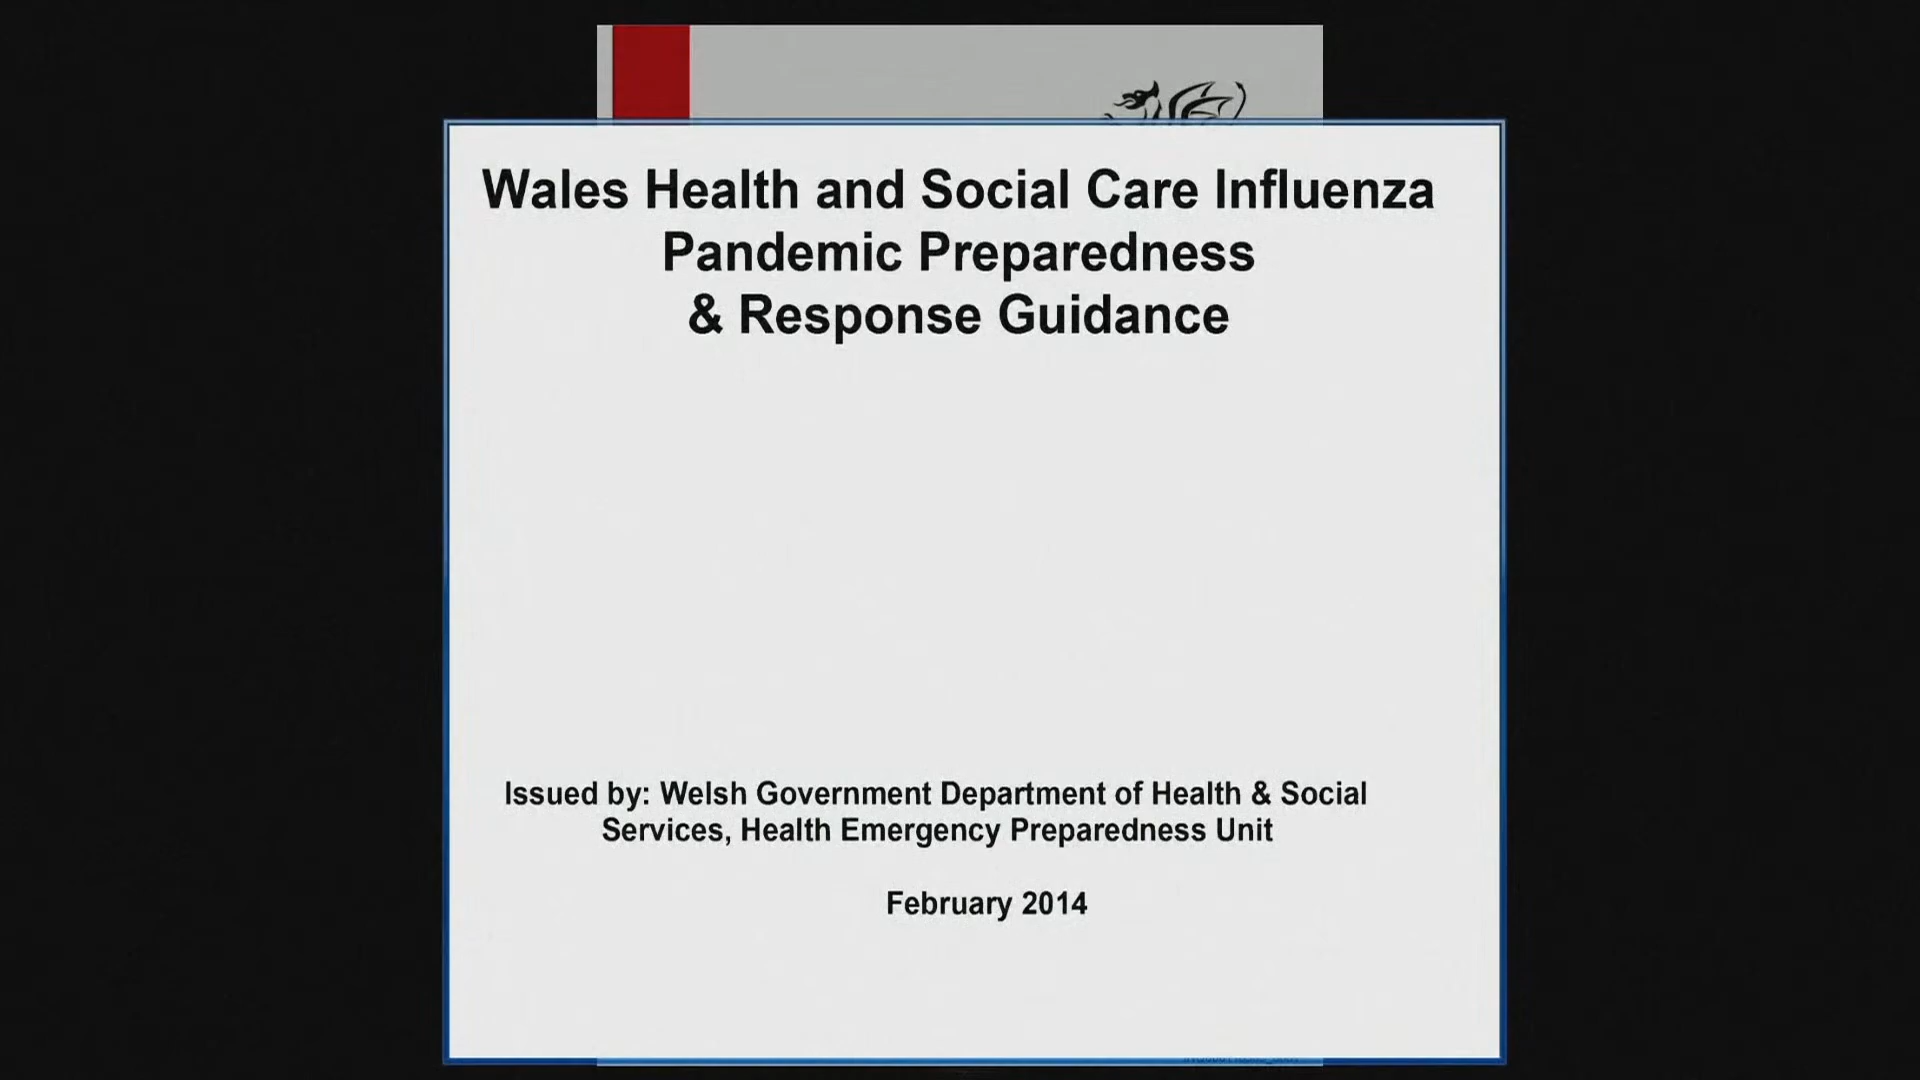 Wales Health and Social Care Influenza
Pandemic Preparedness
& Response Guidance
Issued by: Welsh Government Department of Health & Social
Services, Health Emergency Preparedness Unit
February 2014